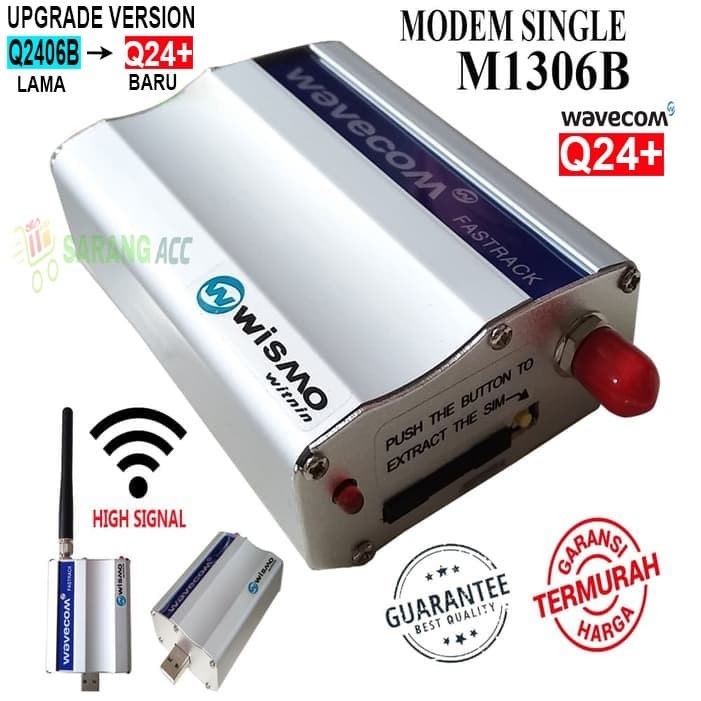 UPGRADE VERSION
Q2406B → Q24+
LAMA BARU
MODEM SINGLE
M1306B
wavecom
Q24+
wavecom
FASTRACK
SARANG ACC
wismo
within
PUSH THE BUTTON TO
EXTRACT THE SIM→
HIGH SIGNAL
wavecom
FASTRACK
wismo
wavecom
wismo
GUARANTEE
BEST QUALITY
GARANSI
TERMURAH
HARGA